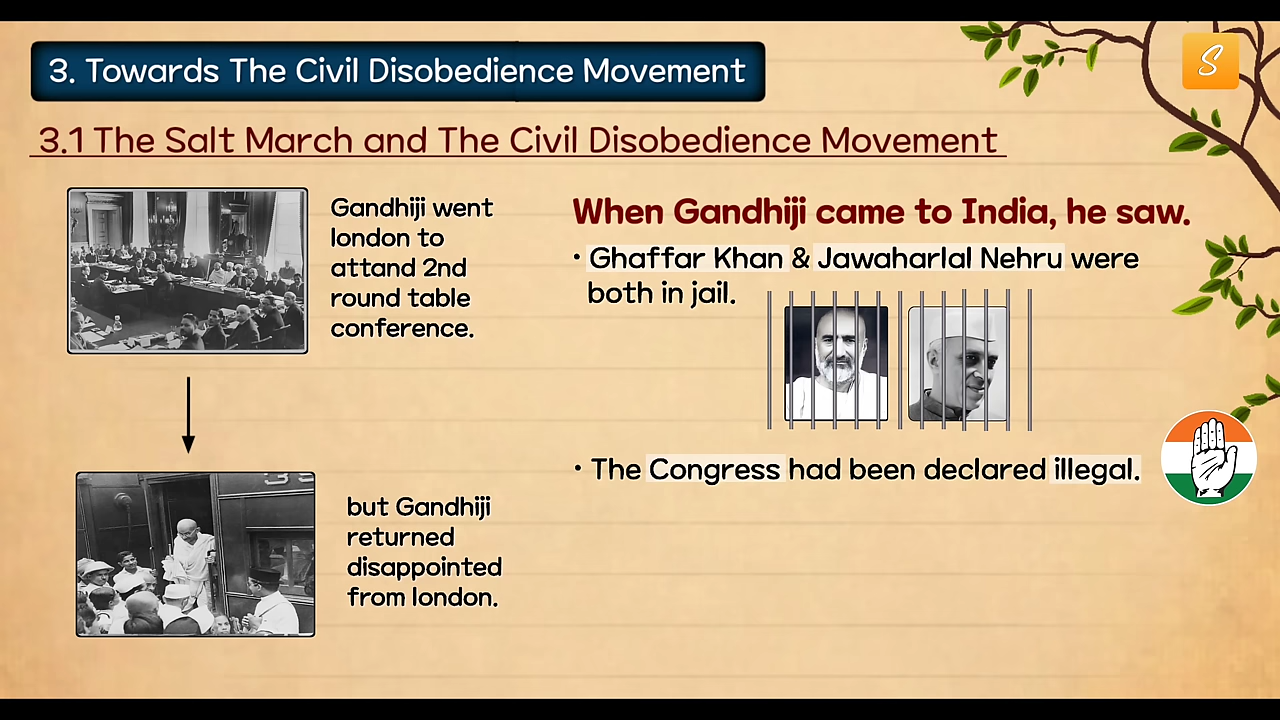 3. Towards The Civil Disobedience Movement
S
3.1 The Salt March and The Civil Disobedience Movement
Gandhiji went
london to
attand 2nd
round table
conference.
but Gandhiji
returned
disappointed
from london.
When Gandhiji came to India, he saw.
• Ghaffar Khan & Jawaharlal Nehru were
both in jail.
• The Congress had been declared illegal.